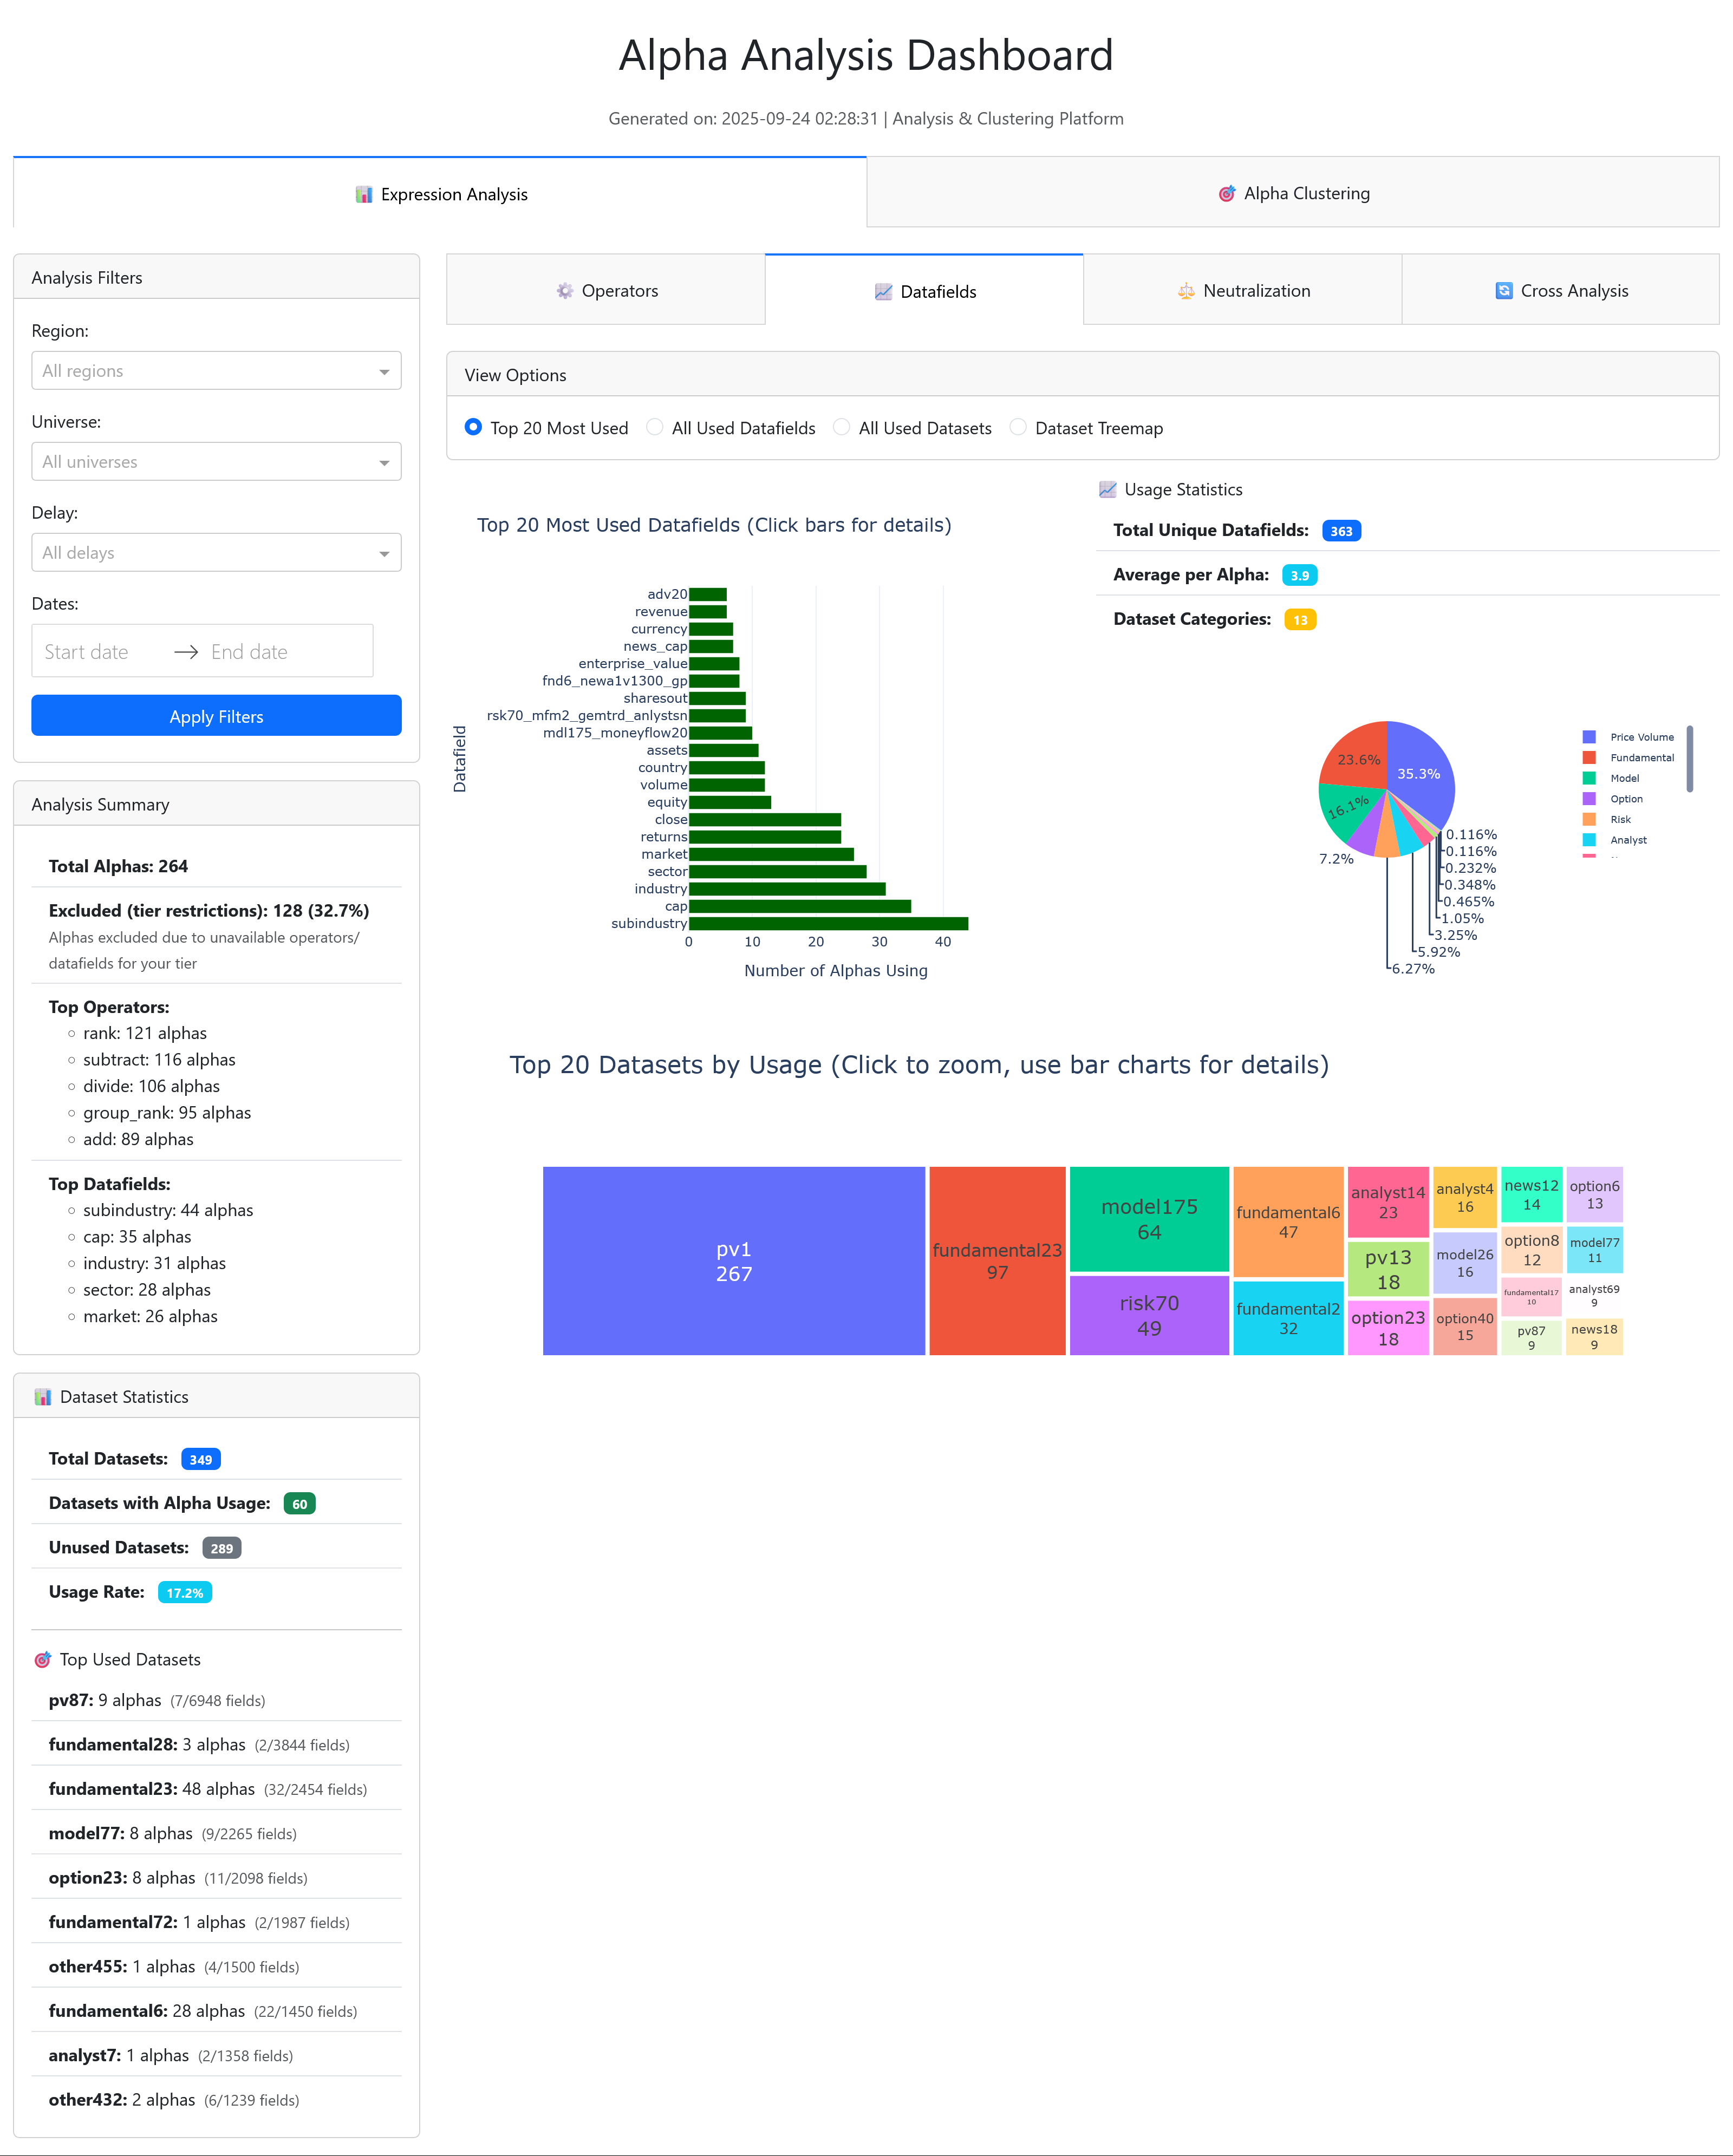 Alpha Analysis Dashboard
Generated on: 2025-09-24 02:28:31 | Analysis & Clustering Platform
Expression Analysis
Alpha Clustering
Analysis Filters
Region:
All regions
Universe:
All universes
Delay:
All delays
Dates:
Start date
End date
Apply Filters
Analysis Summary
Total Alphas: 264
Excluded (tier restrictions): 128 (32.7%)
Alphas excluded due to unavailable operators/
datafields for your tier
Top Operators:
rank: 121 alphas
subtract: 116 alphas
divide: 106 alphas
group_rank: 95 alphas
add: 89 alphas
Top Datafields:
subindustry: 44 alphas
cap: 35 alphas
industry: 31 alphas
sector: 28 alphas
market: 26 alphas
Dataset Statistics
Total Datasets: 349
Datasets with Alpha Usage: 60
Unused Datasets: 289
Usage Rate: 17.2%
Top Used Datasets
pv87: 9 alphas (7/6948 fields)
fundamental28: 3 alphas (2/3844 fields)
fundamental23: 48 alphas (32/2454 fields)
model77: 8 alphas (9/2265 fields)
option23: 8 alphas (11/2098 fields)
fundamental72: 1 alphas (2/1987 fields)
other455: 1 alphas (4/1500 fields)
fundamental6: 28 alphas (22/1450 fields)
analyst7: 1 alphas (2/1358 fields)
other432: 2 alphas (6/1239 fields)
Operators
Datafields
Neutralization
Cross Analysis
View Options
Top 20 Most Used
All Used Datafields
All Used Datasets
Dataset Treemap
Top 20 Most Used Datafields (Click bars for details)
Datafield
adv20
revenue
currency
news_cap
enterprise_value
fnd6_newa1v1300_gp
sharesout
rsk70_mfm2_gemtrd_anlystsn
mdl175_moneyflow20
assets
country
volume
equity
close
returns
market
sector
industry
cap
subindustry
0 10 20 30 40
Number of Alphas Using
Usage Statistics
Total Unique Datafields: 363
Average per Alpha: 3.9
Dataset Categories: 13
35.3%
23.6%
16.1%
7.2%
0.116%
0.116%
0.232%
0.348%
0.465%
1.05%
3.25%
5.92%
6.27%
Price Volume
Fundamental
Model
Option
Risk
Analyst
Top 20 Datasets by Usage (Click to zoom, use bar charts for details)
pv1
267
fundamental23
97
model175
64
risk70
49
fundamental6
47
fundamental2
32
analyst14
23
pv13
18
option23
18
analyst4
16
model26
16
option40
15
news12
14
option6
13
option8
12
model77
11
fundamental17
10
analyst69
9
pv87
9
news18
9